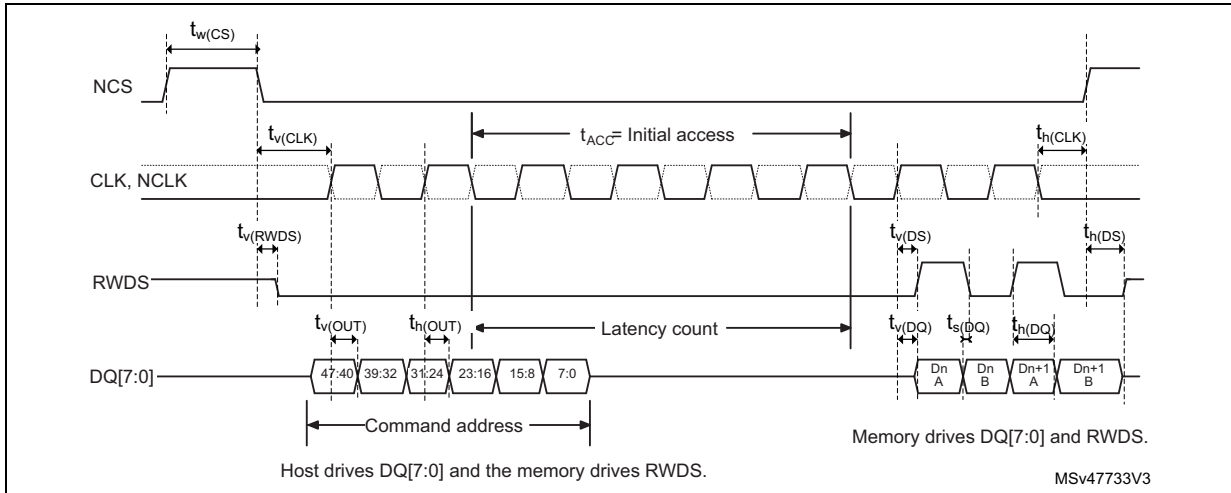 tw(CS)
NCS
tv(CLK)
tACC= Initial access
th(CLK)
CLK, NCLK
tv(RWDS)
tv(DS)
th(DS)
RWDS
tv(OUT)
th(OUT)
Latency count
tv(DQ)
ts(DQ)
th(DQ)
DQ[7:0]
47:40
39:32
31:24
23:16
15:8
7:0
Dn
A
Dn
B
Dn+1
A
Dn+1
B
Command address
Memory drives DQ[7:0] and RWDS.
Host drives DQ[7:0] and the memory drives RWDS.
MSv47733V3